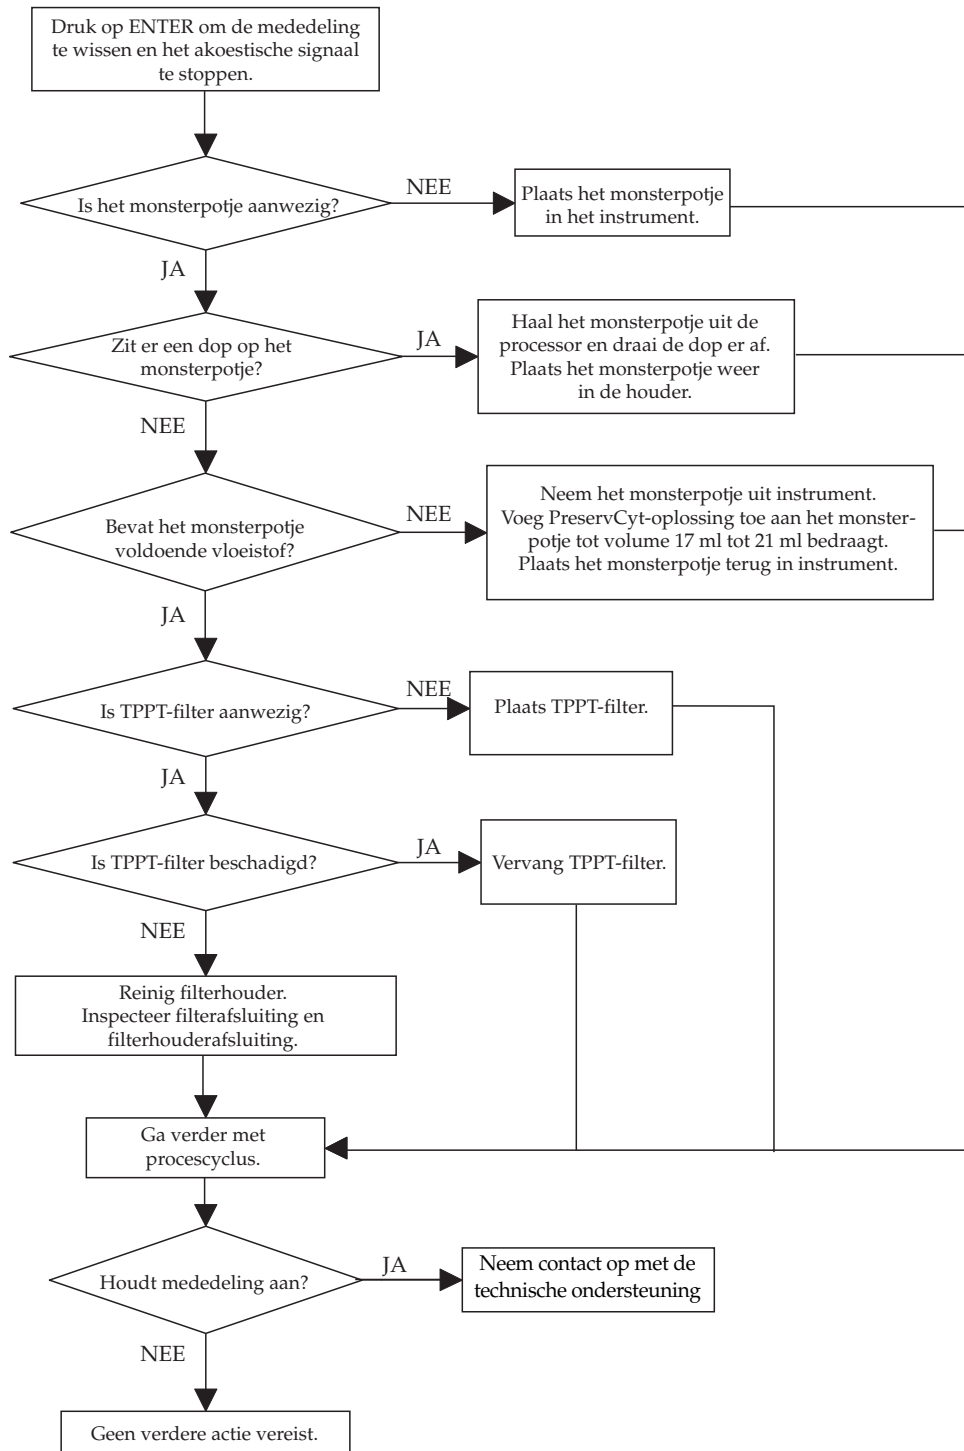 Druk op ENTER om de mededeling
te wissen en het akoestische signaal
te stoppen.
Is het monsterpotje aanwezig?
NEE
Plaats het monsterpotje
in het instrument.
JA
Zit er een dop op het
monsterpotje?
JA
Haal het monsterpotje uit de
processor en draai de dop er af.
Plaats het monsterpotje weer
in de houder.
NEE
Bevat het monsterpotje
voldoende vloeistof?
NEE
Neem het monsterpotje uit instrument.
Voeg PreservCyt-oplossing toe aan het monster-
potje tot volume 17 ml tot 21 ml bedraagt.
Plaats het monsterpotje terug in instrument.
JA
Is TPPT-filter aanwezig?
NEE
Plaats TPPT-filter.
JA
Is TPPT-filter beschadigd?
JA
Vervang TPPT-filter.
NEE
Reinig filterhouder.
Inspecteer filterafsluiting en
filterhouderafsluiting.
Ga verder met
procescyclus.
Houdt mededeling aan?
JA
Neem contact op met de
technische ondersteuning
NEE
Geen verdere actie vereist.